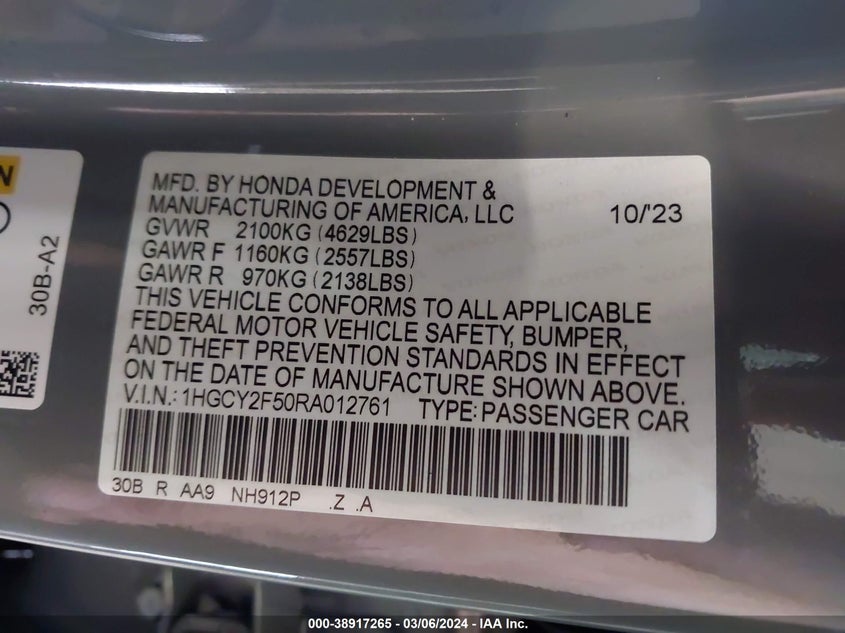 N
30B-A2
MFD. BY HONDA DEVELOPMENT &
MANUFACTURING OF AMERICA, LLC 10/'23
GVWR 2100KG (4629LBS)
GAWR F 1160KG (2557LBS)
GAWR R 970KG (2138LBS)
THIS VEHICLE CONFORMS TO ALL APPLICABLE
FEDERAL MOTOR VEHICLE SAFETY, BUMPER,
AND THEFT PREVENTION STANDARDS IN EFFECT
ON THE DATE OF MANUFACTURE SHOWN ABOVE.
V.I.N.: 1HGCY2F50RA012761 TYPE: PASSENGER CAR
30B R AA9 NH912P .Z .A
000-38917265 - 03/06/2024 - IAA Inc.